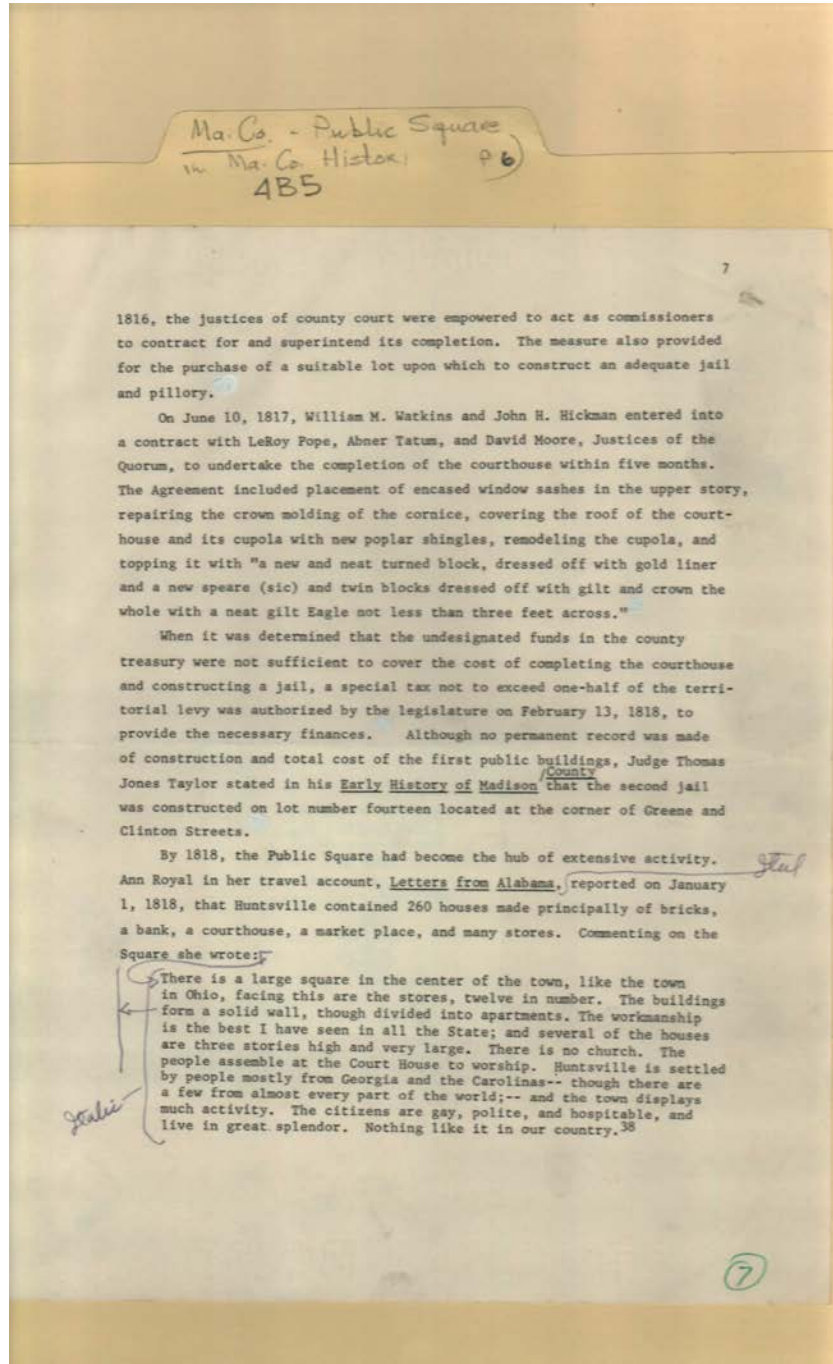 Ma. Co. - Public Square
in Ma. Co. Histor. P 6)
4B5
7
1816, the justices of county court were empowered to act as commissioners
to contract for and superintend its completion. The measure also provided
for the purchase of a suitable lot upon which to construct an adequate jail
and pillory.
On June 10, 1817, William M. Watkins and John H. Hickman entered into
a contract with LeRoy Pope, Abner Tatum, and David Moore, Justices of the
Quorum, to undertake the completion of the courthouse within five months.
The Agreement included placement of encased window sashes in the upper story,
repairing the crown molding of the cornice, covering the roof of the court-
house and its cupola with new poplar shingles, remodeling the cupola, and
topping it with "a new and neat turned block, dressed off with gold liner
and a new speare (sic) and twin blocks dressed off with gilt and crown the
whole with a neat gilt Eagle not less than three feet across."
When it was determined that the undesignated funds in the county
treasury were not sufficient to cover the cost of completing the courthouse
and constructing a jail, a special tax not to exceed one-half of the terri-
torial levy was authorized by the legislature on February 13, 1818, to
provide the necessary finances. Although no permanent record was made
of construction and total cost of the first public buildings, Judge Thomas
/County
Jones Taylor stated in his Early History of Madison that the second jail
was constructed on lot number fourteen located at the corner of Greene and
Clinton Streets.
By 1818, the Public Square had become the hub of extensive activity.
Ann Royal in her travel account, Letters from Alabama, reported on January
1, 1818, that Huntsville contained 260 houses made principally of bricks,
a bank, a courthouse, a market place, and many stores. Commenting on the
Square she wrote:
There is a large square in the center of the town, like the town
in Ohio, facing this are the stores, twelve in number. The buildings
form a solid wall, though divided into apartments. The workmanship
is the best I have seen in all the State; and several of the houses
are three stories high and very large. There is no church. The
people assemble at the Court House to worship. Huntsville is settled
by people mostly from Georgia and the Carolinas-- though there are
a few from almost every part of the world;-- and the town displays
much activity. The citizens are gay, polite, and hospitable, and
live in great splendor. Nothing like it in our country.38
Italic
7